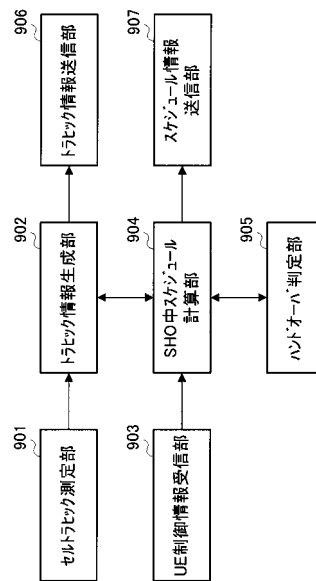 901
セルトラヒック測定部
902
トラヒック情報生成部
906
トラヒック情報送信部
903
UE制御情報受信部
904
SHO中スケジュール
計算部
907
スケジュール情報
送信部
905
ハンドオーバ判定部